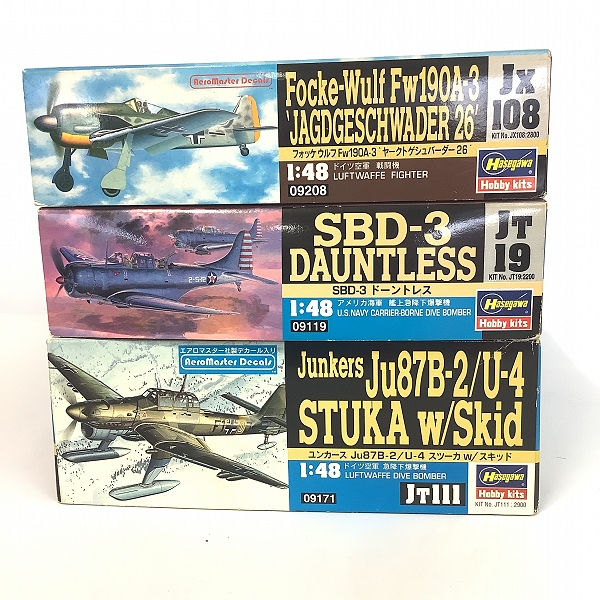 AeroMaster Decals
Focke-Wulf Fw190A-3
'JAGDGESCHWADER 26'
フォッケウルフ Fw190A-3 "ヤークトゲシュバーダー 26"
1:48
ドイツ空軍 戦闘機
LUFTWAFFE FIGHTER
09208
JX
108
KIT No. JX108:2800
Hasegawa
Hobby kits
SBD-3
DAUNTLESS
SBD-3 ドーントレス
1:48
アメリカ海軍 艦上急降下爆撃機
U.S. NAVY CARRIER-BORNE DIVE BOMBER
09119
JT
19
KIT No. JT19:2200
Hasegawa
Hobby kits
2-S-12
エアロマスター社製デカール入り
AeroMaster Decals
Junkers Ju87B-2/U-4
STUKA w/Skid
ユンカース Ju87B-2/U-4 スツーカ w/スキッド
1:48
ドイツ空軍 急降下爆撃機
LUFTWAFFE DIVE BOMBER
09171
JT111
Hasegawa
Hobby kits
KIT No. JT111:2900